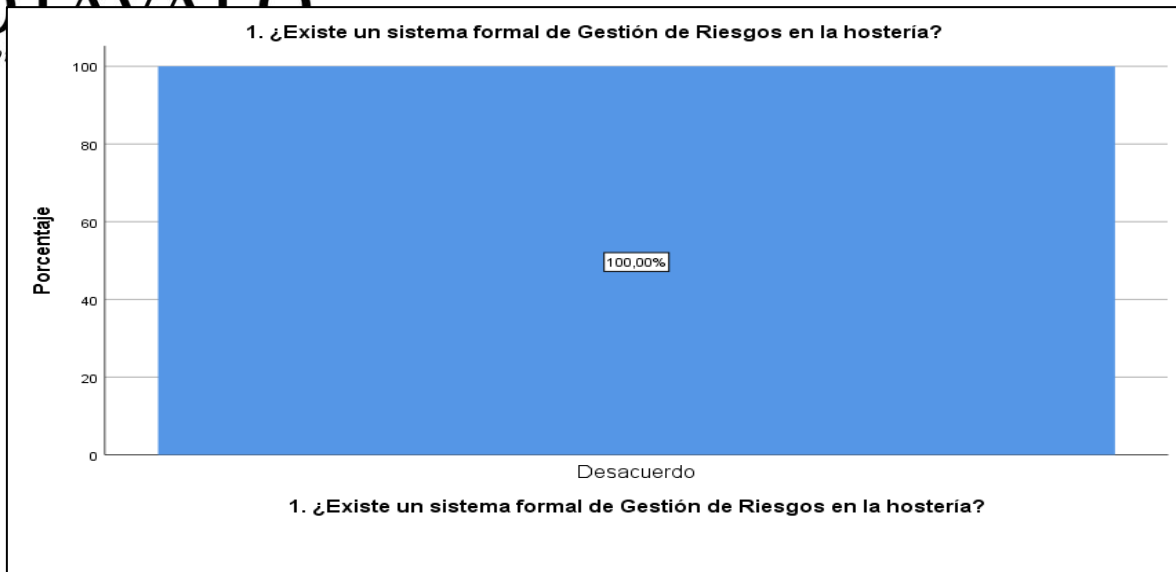 1. ¿Existe un sistema formal de Gestión de Riesgos en la hostería?
100
80
60
40
20
0
Porcentaje
100,00%
Desacuerdo
1. ¿Existe un sistema formal de Gestión de Riesgos en la hostería?